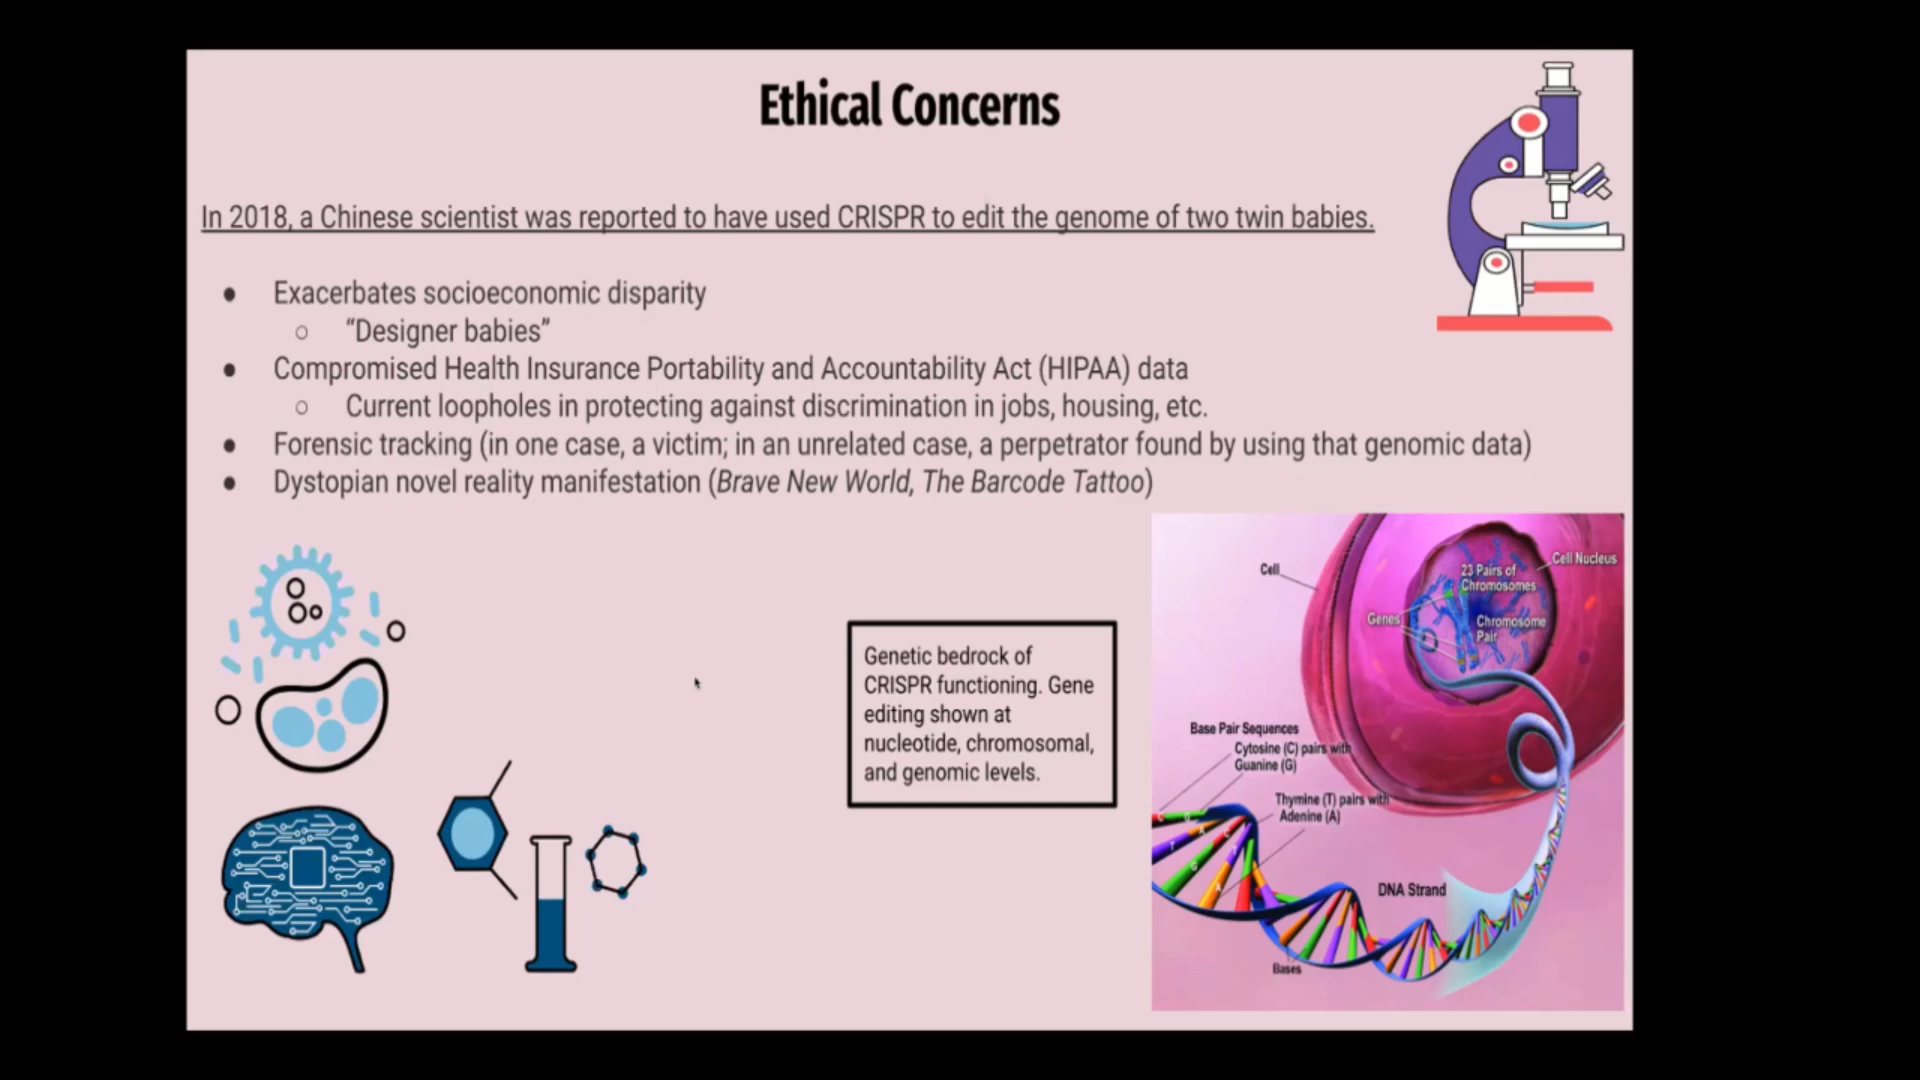 Ethical Concerns
In 2018, a Chinese scientist was reported to have used CRISPR to edit the genome of two twin babies.
● Exacerbates socioeconomic disparity
○ “Designer babies”
● Compromised Health Insurance Portability and Accountability Act (HIPAA) data
○ Current loopholes in protecting against discrimination in jobs, housing, etc.
● Forensic tracking (in one case, a victim; in an unrelated case, a perpetrator found by using that genomic data)
● Dystopian novel reality manifestation (Brave New World, The Barcode Tattoo)
Genetic bedrock of
CRISPR functioning. Gene
editing shown at
nucleotide, chromosomal,
and genomic levels.
Cell
Cell Nucleus
23 Pairs of
Chromosomes
Genes
Chromosome
Pair
Base Pair Sequences
Cytosine (C) pairs with
Guanine (G)
Thymine (T) pairs with
Adenine (A)
DNA Strand
Bases